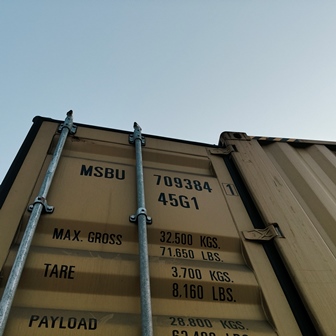 MSBU 709384 1
45G1
MAX. GROSS 32.500 KGS.
71.650 LBS.
TARE 3.700 KGS.
8.160 LBS.
PAYLOAD 28.800 KGS.